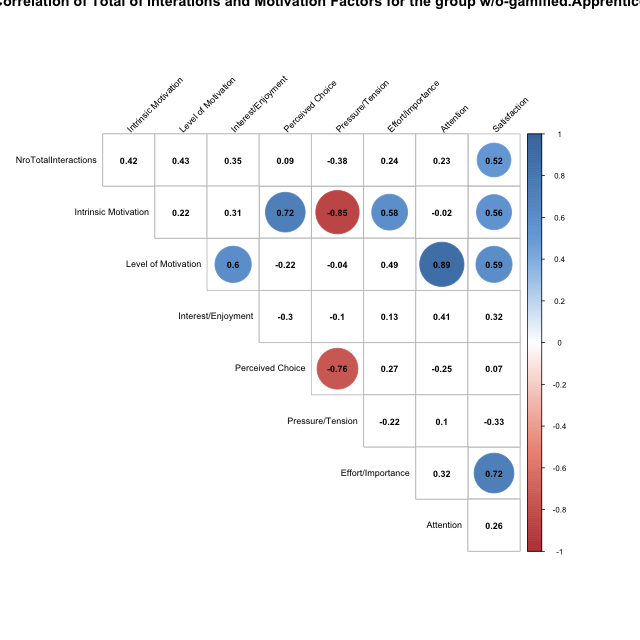 Correlation of Total of Interations and Motivation Factors for the group w/o-gamified.Apprentice
Intrinsic Motivation
Level of Motivation
Interest/Enjoyment
Perceived Choice
Pressure/Tension
Effort/Importance
Attention
Satisfaction
NroTotalInteractions 0.42 0.43 0.35 0.09 -0.38 0.24 0.23 0.52
Intrinsic Motivation 0.22 0.31 0.72 -0.85 0.58 -0.02 0.56
Level of Motivation 0.6 -0.22 -0.04 0.49 0.89 0.59
Interest/Enjoyment -0.3 -0.1 0.13 0.41 0.32
Perceived Choice -0.76 0.27 -0.25 0.07
Pressure/Tension -0.22 0.1 -0.33
Effort/Importance 0.32 0.72
Attention 0.26
1
0.8
0.6
0.4
0.2
0
-0.2
-0.4
-0.6
-0.8
-1